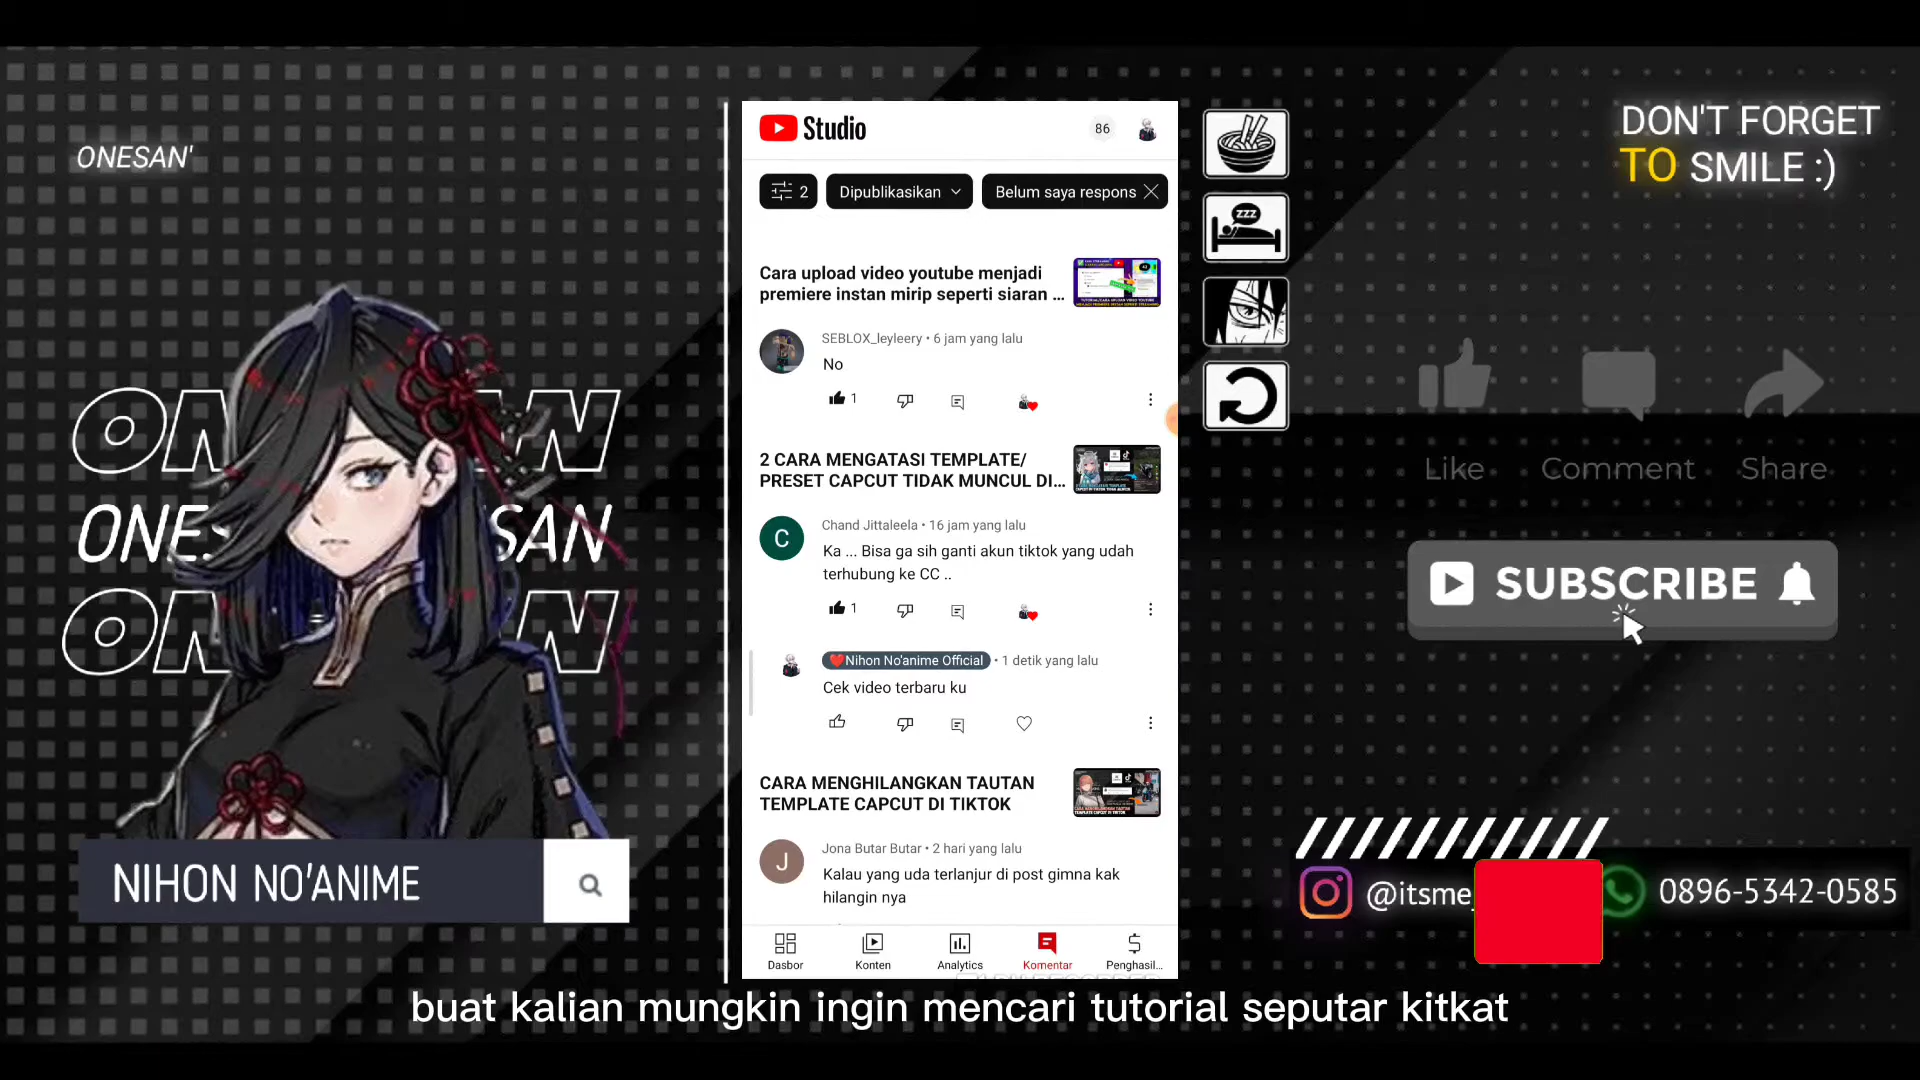 ONESAN'
NIHON NO'ANIME
Studio
86
2
Dipublikasikan
Belum saya respons
Cara upload video youtube menjadi
premiere instan mirip seperti siaran ...
SEBLOX_leyleery • 6 jam yang lalu
No
1
2 CARA MENGATASI TEMPLATE/
PRESET CAPCUT TIDAK MUNCUL DI...
C
Chand Jittaleela • 16 jam yang lalu
Ka ... Bisa ga sih ganti akun tiktok yang udah
terhubung ke CC ..
1
❤️Nihon No'anime Official • 1 detik yang lalu
Cek video terbaru ku
CARA MENGHILANGKAN TAUTAN
TEMPLATE CAPCUT DI TIKTOK
J
Jona Butar Butar • 2 hari yang lalu
Kalau yang uda terlanjur di post gimna kak
hilangin nya
Dasbor
Konten
Analytics
Komentar
Penghasil...
zzz
DON'T FORGET
TO SMILE :)
Like
Comment
Share
SUBSCRIBE
@itsme_
0896-5342-0585
buat kalian mungkin ingin mencari tutorial seputar kitkat